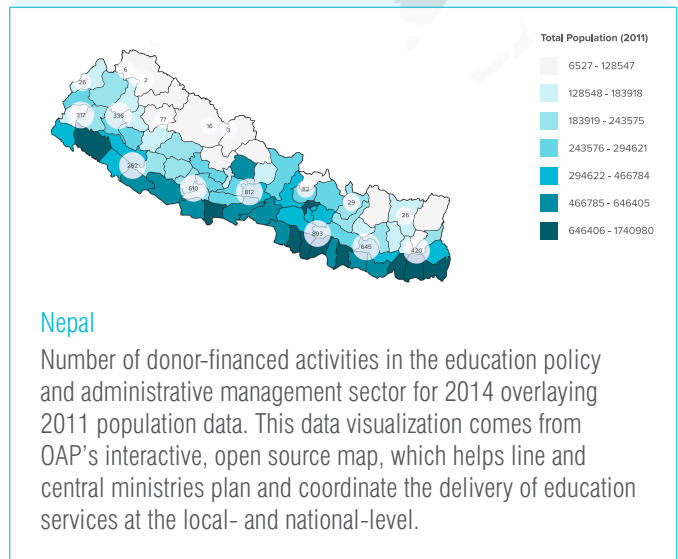 Total Population (2011)
6527 - 128547
128548 - 183918
183919 - 243575
243576 - 294621
294622 - 466784
466785 - 646405
646406 - 1740980
6
2
26
317
336
77
16
3
262
610
812
82
29
26
893
645
420
Nepal
Number of donor-financed activities in the education policy
and administrative management sector for 2014 overlaying
2011 population data. This data visualization comes from
OAP's interactive, open source map, which helps line and
central ministries plan and coordinate the delivery of education
services at the local- and national-level.